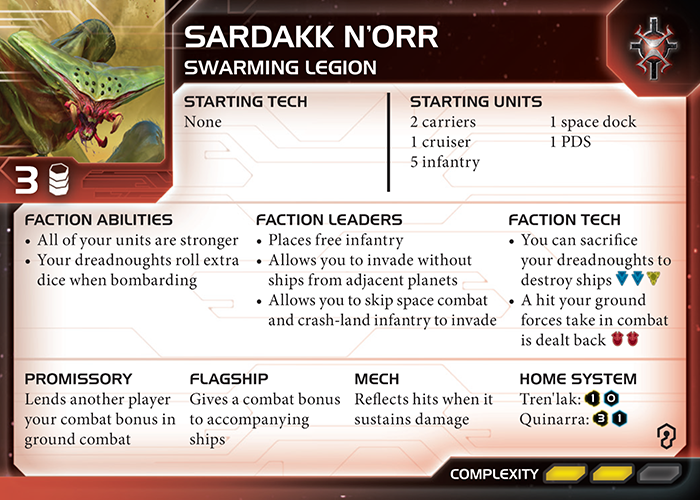 SARDAKK N'ORR
SWARMING LEGION
3
STARTING TECH
None
STARTING UNITS
2 carriers
1 cruiser
5 infantry
1 space dock
1 PDS
FACTION ABILITIES
• All of your units are stronger
• Your dreadnoughts roll extra
dice when bombarding
FACTION LEADERS
• Places free infantry
• Allows you to invade without
ships from adjacent planets
• Allows you to skip space combat
and crash-land infantry to invade
FACTION TECH
• You can sacrifice
your dreadnoughts to
destroy ships
• A hit your ground
forces take in combat
is dealt back
PROMISSORY
Lends another player
your combat bonus in
ground combat
FLAGSHIP
Gives a combat bonus
to accompanying
ships
MECH
Reflects hits when it
sustains damage
HOME SYSTEM
Tren'lak: 1 0
Quinarra: 3 1
COMPLEXITY